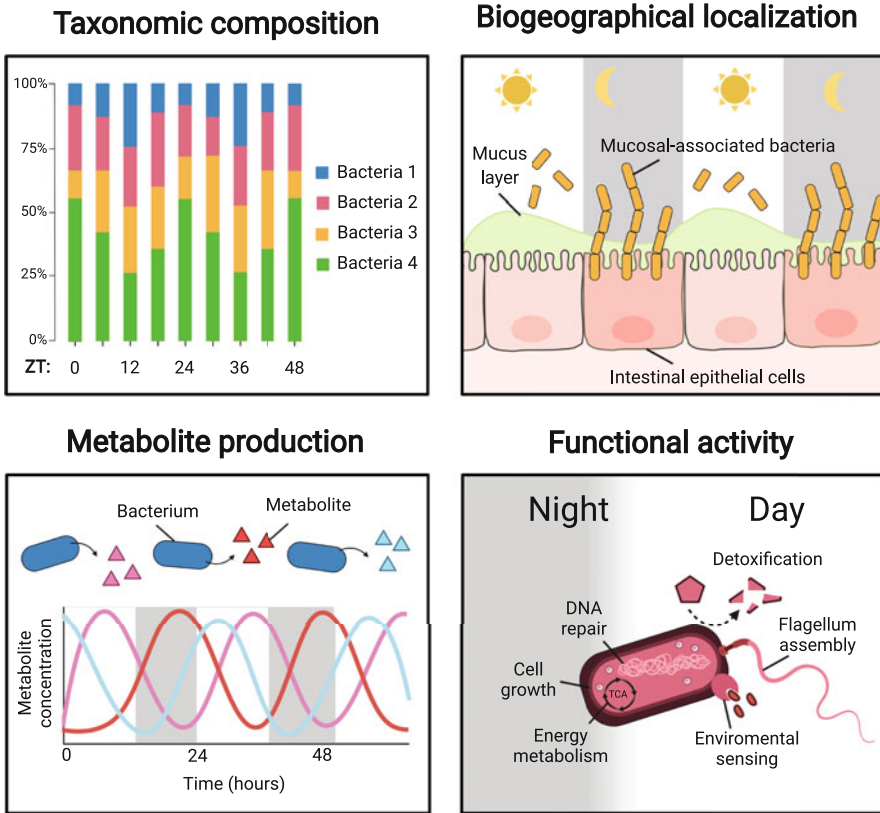 Taxonomic composition
100%
75%
50%
25%
0%
ZT: 0 12 24 36 48
Bacteria 1
Bacteria 2
Bacteria 3
Bacteria 4
Biogeographical localization
Mucus
layer
Mucosal-associated bacteria
Intestinal epithelial cells
Metabolite production
Bacterium
Metabolite
Metabolite
concentration
0 24 48
Time (hours)
Functional activity
Night Day
Detoxification
DNA
repair
Flagellum
assembly
Cell
growth
TCA
Energy
metabolism
Enviromental
sensing